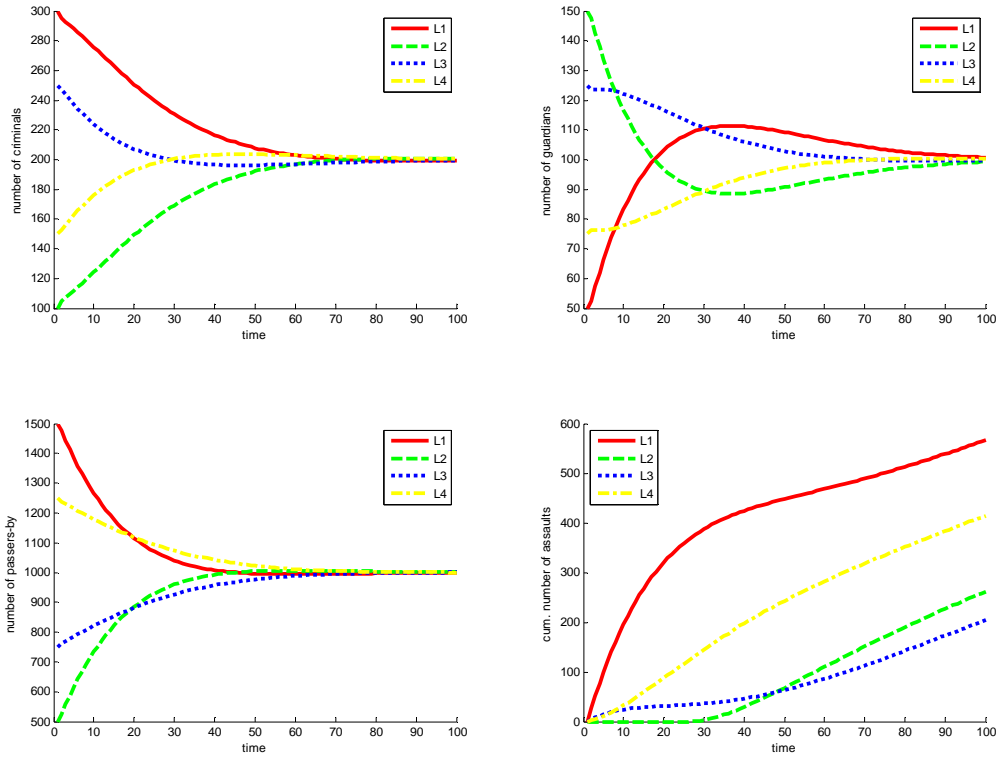 300
280
260
240
220
200
180
160
140
120
100
number of criminals
0 10 20 30 40 50 60 70 80 90 100
time
L1
L2
L3
L4
150
140
130
120
110
100
90
80
70
60
50
number of guardians
0 10 20 30 40 50 60 70 80 90 100
time
L1
L2
L3
L4
1500
1400
1300
1200
1100
1000
900
800
700
600
500
number of passers-by
0 10 20 30 40 50 60 70 80 90 100
time
L1
L2
L3
L4
600
500
400
300
200
100
0
cum. number of assaults
0 10 20 30 40 50 60 70 80 90 100
time
L1
L2
L3
L4